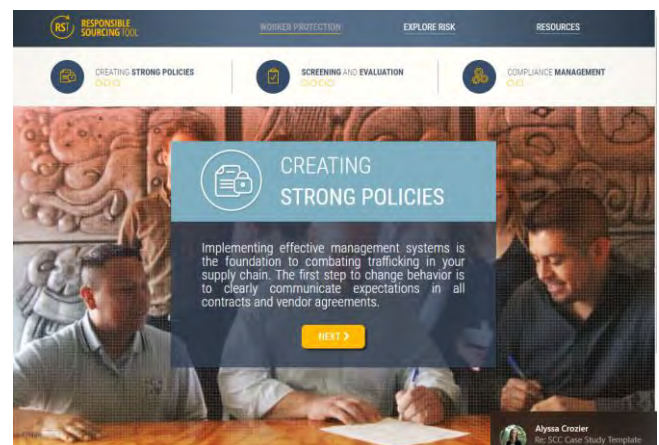 RST RESPONSIBLE
SOURCING TOOL
WORKER PROTECTION
EXPLORE RISK
RESOURCES
CREATING STRONG POLICIES
SCREENING AND EVALUATION
COMPLIANCE MANAGEMENT
CREATING
STRONG POLICIES
Implementing effective management systems is
the foundation to combating trafficking in your
supply chain. The first step to change behavior is
to clearly communicate expectations in all
contracts and vendor agreements.
NEXT >
Alyssa Crozier
Re: SCC Case Study Template